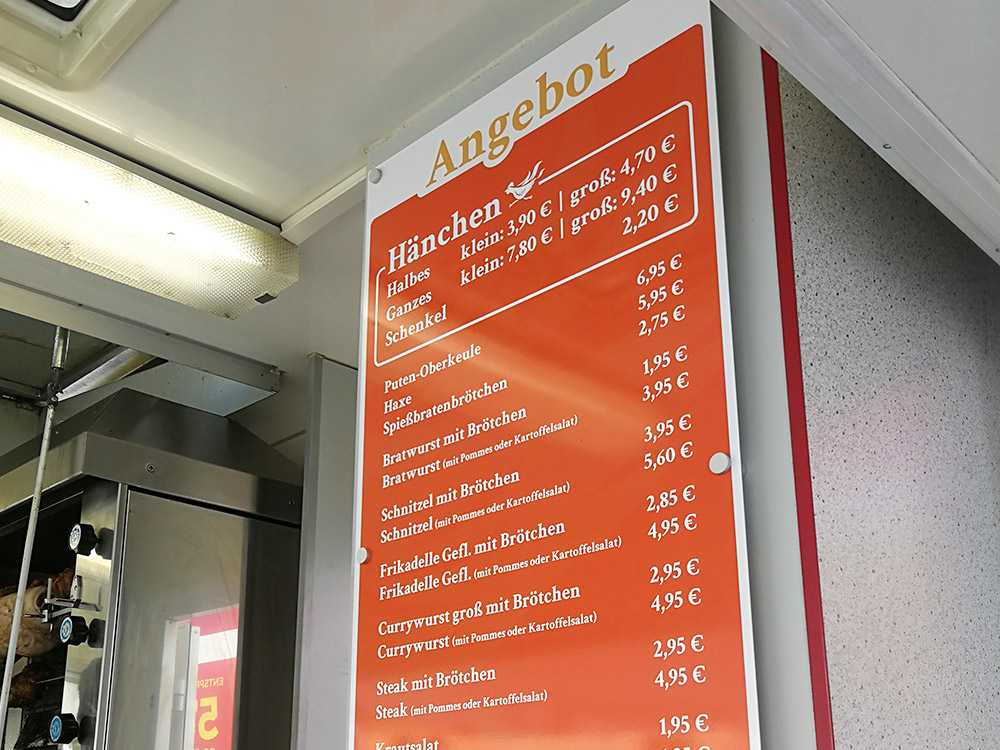 Angebot
Hänchen
Halbes klein: 3,90 € | groß: 4,70 €
Ganzes klein: 7,80 € | groß: 9,40 €
Schenkel 2,20 €
Puten-Oberkeule 6,95 €
Haxe 5,95 €
Spießbratenbrötchen 2,75 €
Bratwurst mit Brötchen 1,95 €
Bratwurst (mit Pommes oder Kartoffelsalat) 3,95 €
Schnitzel mit Brötchen 3,95 €
Schnitzel (mit Pommes oder Kartoffelsalat) 5,60 €
Frikadelle Gefl. mit Brötchen 2,85 €
Frikadelle Gefl. (mit Pommes oder Kartoffelsalat) 4,95 €
Currywurst groß mit Brötchen 2,95 €
Currywurst (mit Pommes oder Kartoffelsalat) 4,95 €
Steak mit Brötchen 2,95 €
Steak (mit Pommes oder Kartoffelsalat) 4,95 €
Krautsalat 1,95 €